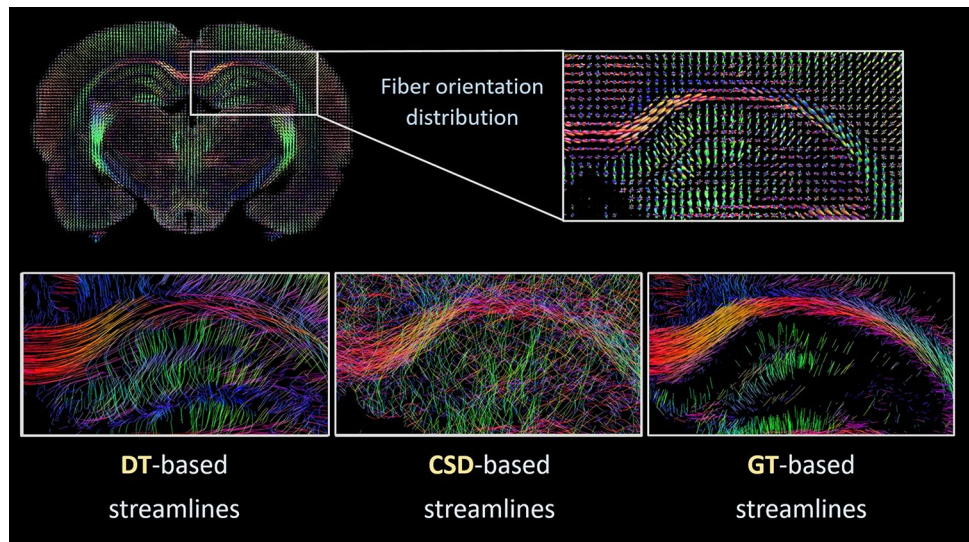 Fiber orientation
distribution
DT-based
streamlines
CSD-based
streamlines
GT-based
streamlines